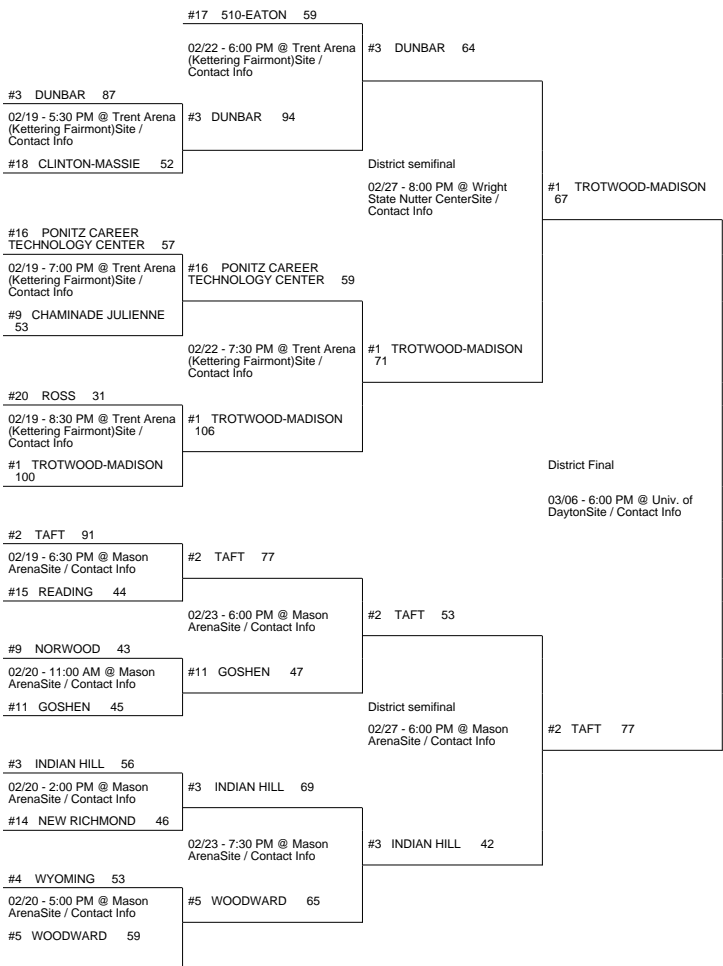 #17 510-EATON 59
02/22 - 6:00 PM @ Trent Arena
(Kettering Fairmont)Site /
Contact Info
#3 DUNBAR 64
#3 DUNBAR 87
02/19 - 5:30 PM @ Trent Arena
(Kettering Fairmont)Site /
Contact Info
#3 DUNBAR 94
#18 CLINTON-MASSIE 52
District semifinal
02/27 - 8:00 PM @ Wright
State Nutter CenterSite /
Contact Info
#1 TROTWOOD-MADISON
67
#16 PONITZ CAREER
TECHNOLOGY CENTER 57
02/19 - 7:00 PM @ Trent Arena
(Kettering Fairmont)Site /
Contact Info
#16 PONITZ CAREER
TECHNOLOGY CENTER 59
#9 CHAMINADE JULIENNE
53
02/22 - 7:30 PM @ Trent Arena
(Kettering Fairmont)Site /
Contact Info
#1 TROTWOOD-MADISON
71
#20 ROSS 31
02/19 - 8:30 PM @ Trent Arena
(Kettering Fairmont)Site /
Contact Info
#1 TROTWOOD-MADISON
106
#1 TROTWOOD-MADISON
100
District Final
03/06 - 6:00 PM @ Univ. of
DaytonSite / Contact Info
#2 TAFT 91
02/19 - 6:30 PM @ Mason
ArenaSite / Contact Info
#2 TAFT 77
#15 READING 44
02/23 - 6:00 PM @ Mason
ArenaSite / Contact Info
#2 TAFT 53
#9 NORWOOD 43
02/20 - 11:00 AM @ Mason
ArenaSite / Contact Info
#11 GOSHEN 47
#11 GOSHEN 45
District semifinal
02/27 - 6:00 PM @ Mason
ArenaSite / Contact Info
#2 TAFT 77
#3 INDIAN HILL 56
02/20 - 2:00 PM @ Mason
ArenaSite / Contact Info
#3 INDIAN HILL 69
#14 NEW RICHMOND 46
02/23 - 7:30 PM @ Mason
ArenaSite / Contact Info
#3 INDIAN HILL 42
#4 WYOMING 53
02/20 - 5:00 PM @ Mason
ArenaSite / Contact Info
#5 WOODWARD 65
#5 WOODWARD 59